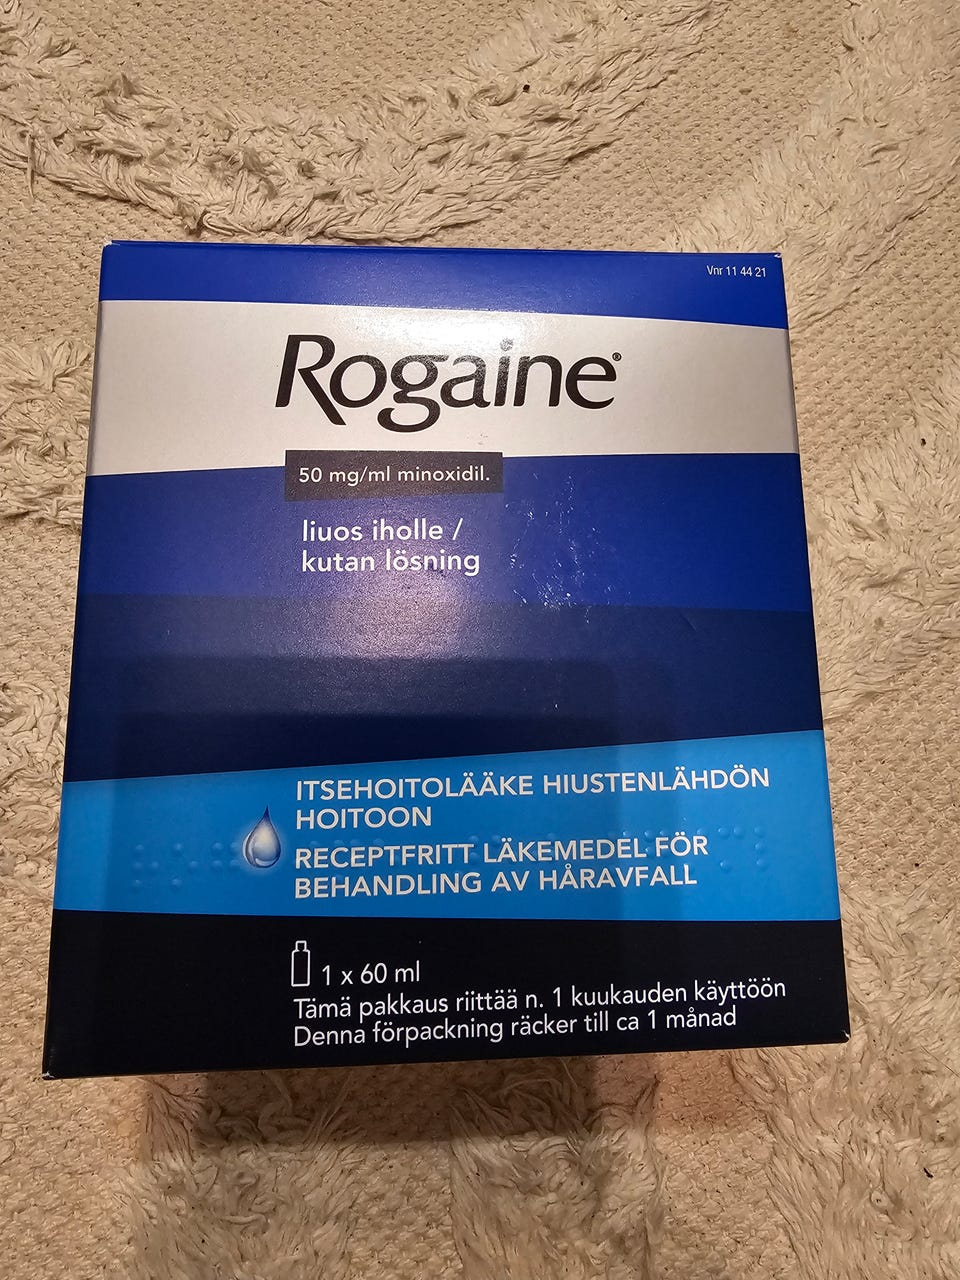 Vnr 11 44 21
Rogaine®
50 mg/ml minoxidil.
liuos iholle /
kutan lösning
ITSEHOITOLÄÄKE HIUSTENLÄHDÖN
HOITOON
RECEPTFRITT LÄKEMEDEL FÖR
BEHANDLING AV HÅRAVFALL
1 x 60 ml
Tämä pakkaus riittää n. 1 kuukauden käyttöön
Denna förpackning räcker till ca 1 månad